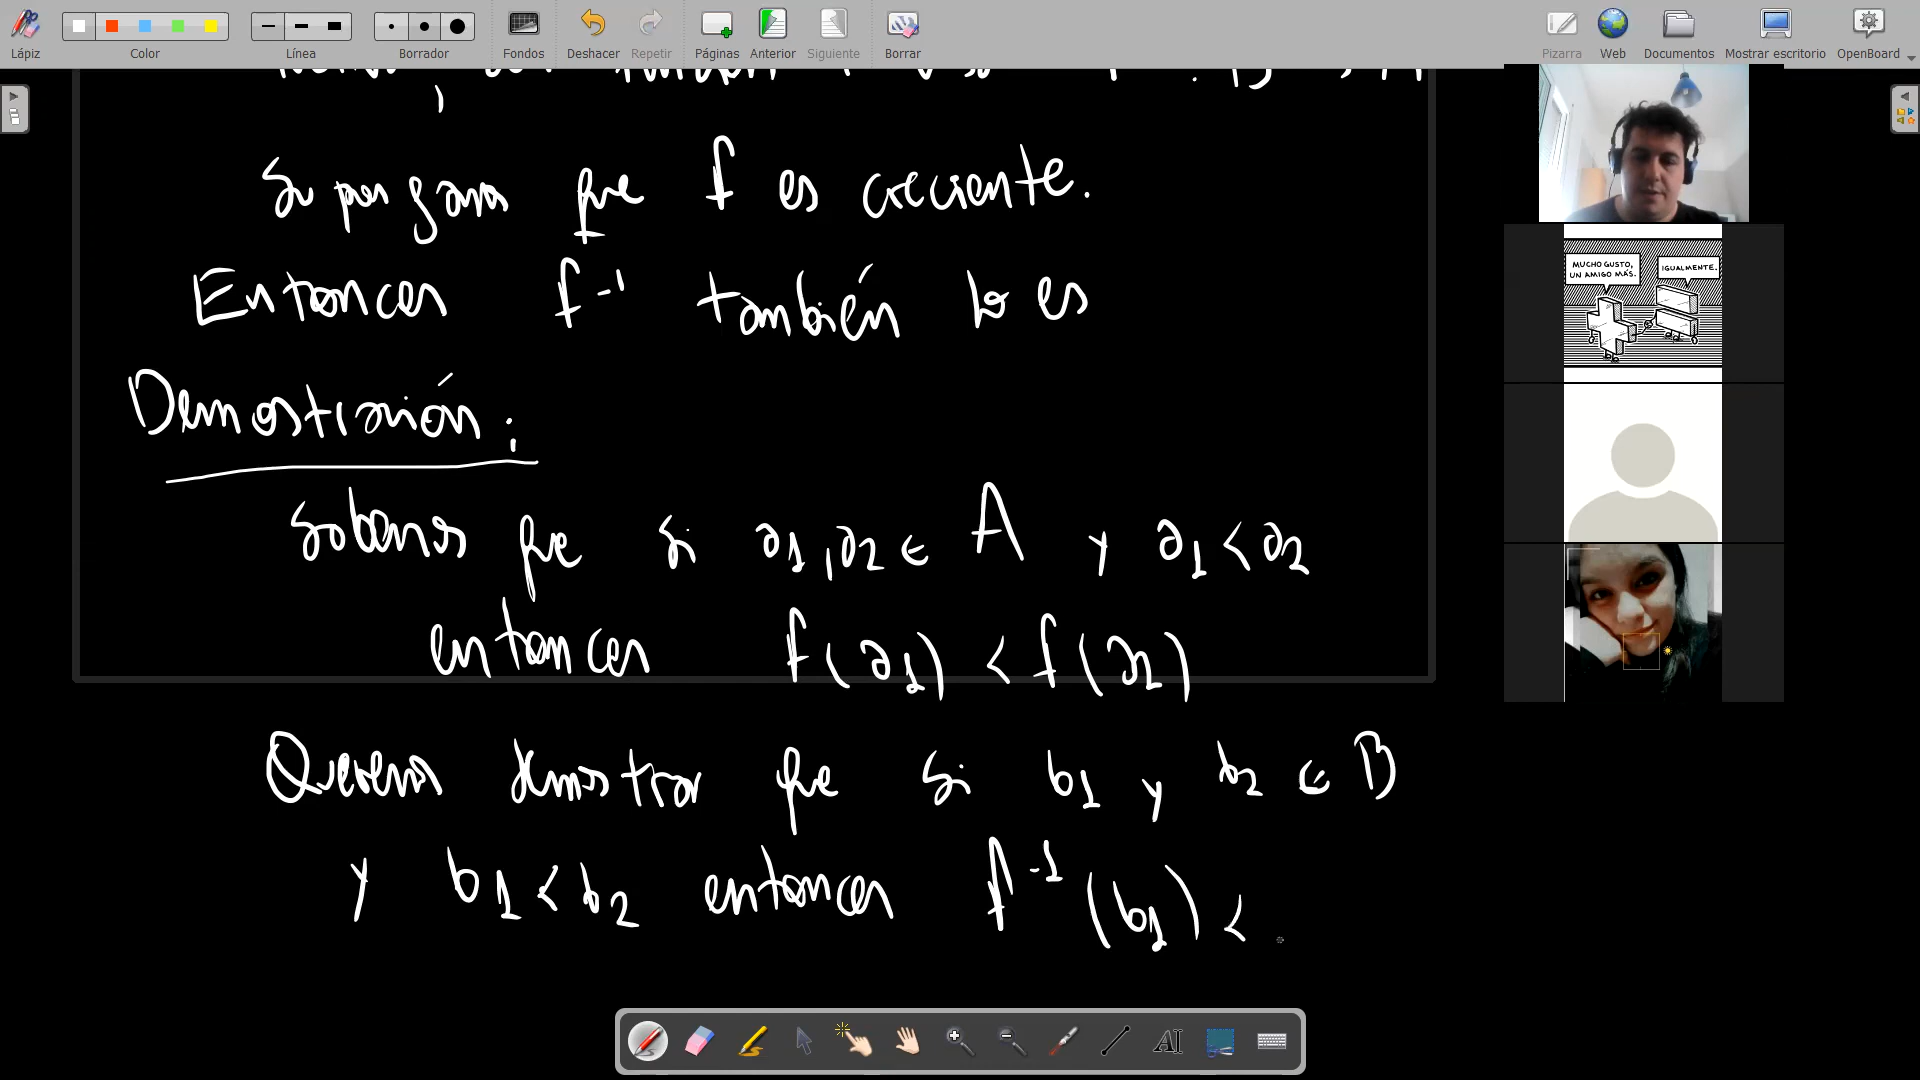 Lápiz Color Línea Borrador Fondos Deshacer Repetir Páginas Anterior Siguiente Borrar Pizarra Web Documentos Mostrar escritorio OpenBoard
Supongamos que f es creciente.
MUCHO GUSTO,
UN AMIGO MÁS.
IGUALMENTE.
Entonces f⁻¹ también lo es
Demostración:
Sabemos que si a1, a2 ∈ A y a1 < a2
entonces f(a1) < f(a2)
Queremos demostrar que si b1 y b2 ∈ B
y b1 < b2 entonces f⁻¹(b1) <